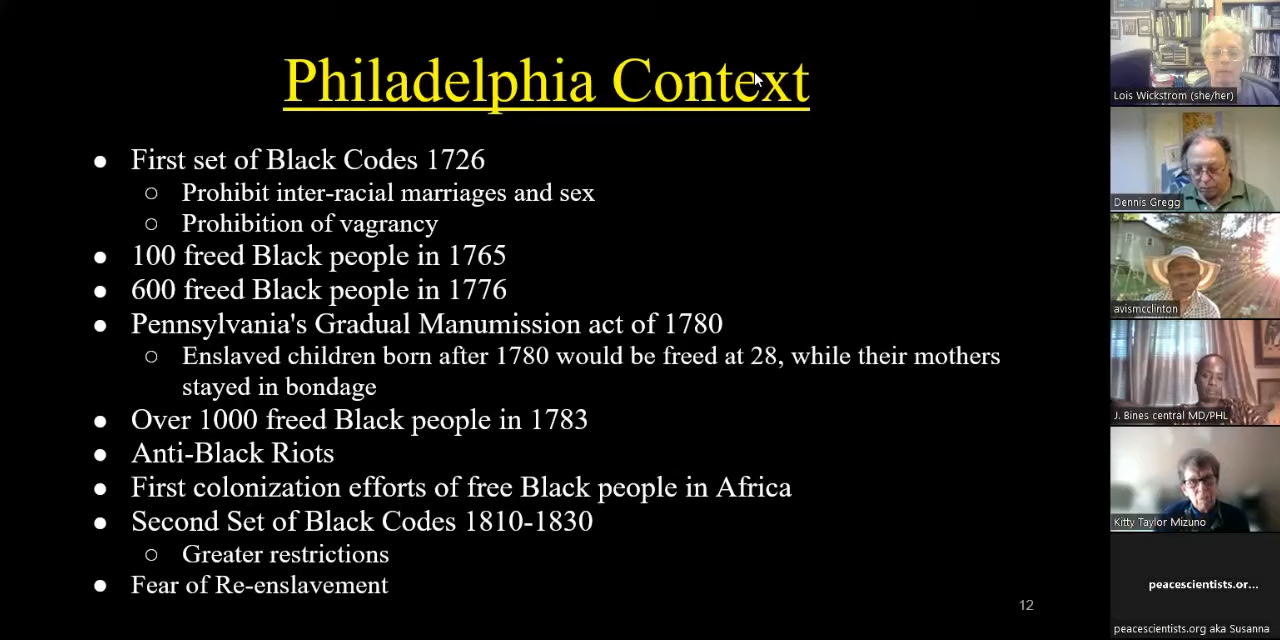 Philadelphia Context
● First set of Black Codes 1726
○ Prohibit inter-racial marriages and sex
○ Prohibition of vagrancy
● 100 freed Black people in 1765
● 600 freed Black people in 1776
● Pennsylvania's Gradual Manumission act of 1780
○ Enslaved children born after 1780 would be freed at 28, while their mothers
stayed in bondage
● Over 1000 freed Black people in 1783
● Anti-Black Riots
● First colonization efforts of free Black people in Africa
● Second Set of Black Codes 1810-1830
○ Greater restrictions
● Fear of Re-enslavement
12
Lois Wickstrom (she/her)
Dennis Gregg
avismcclinton
J. Bines central MD/PHL
Kitty Taylor Mizuno
peacescientists.or...
peacescientists.org aka Susanna